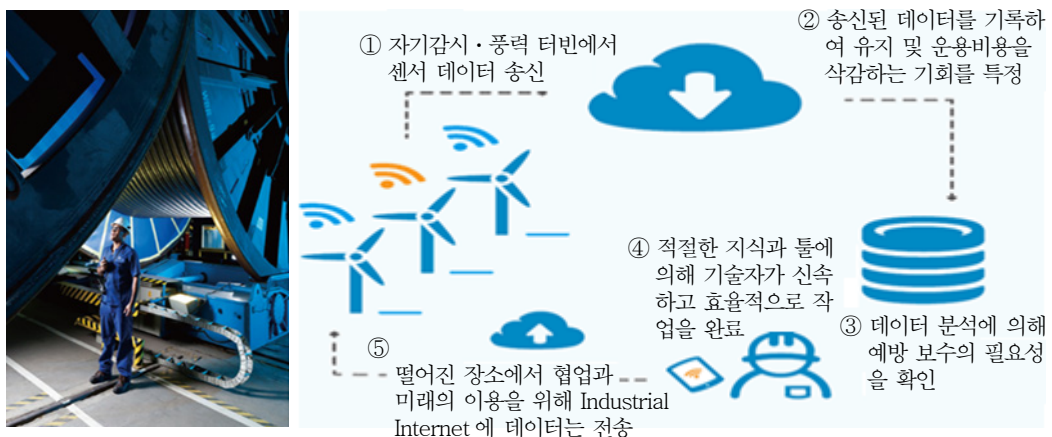 ① 자기감시·풍력 터빈에서
센서 데이터 송신
② 송신된 데이터를 기록하
여 유지 및 운용비용을
삭감하는 기회를 특정
③ 데이터 분석에 의해
예방 보수의 필요성
을 확인
④ 적절한 지식과 툴에
의해 기술자가 신속
하고 효율적으로 작
업을 완료
⑤
떨어진 장소에서 협업과
미래의 이용을 위해 Industrial
Internet 에 데이터는 전송